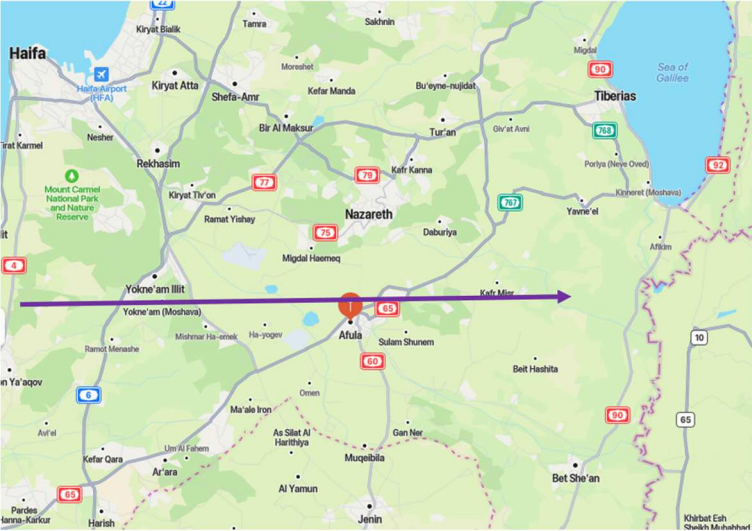 22
Kiryat Bialik
Tamra
Sakhnin
Haifa
Migdal
Sea of
Galilee
Moreshet
90
Haifa Airport
(HFA)
Kiryat Atta
Shefa-Amr
Kefar Manda
Bu'eyne-nujidat
Tiberias
Bir Al Maksur
Tur'an
Giv'at Avni
768
Nesher
Tirat Karmel
Rekhasim
Poriya (Neve Oved)
92
79
Kafr Kanna
Mount Carmel
National Park
and Nature
Reserve
77
Kiryat Tiv'on
Kinneret (Moshava)
767
Yavne'el
Ramat Yishay
Nazareth
lit
75
Daburiya
Afikim
Migdal Haemeq
4
Yokne'am Illit
Kafr Misr
Yokne'am (Moshava)
65
Mishmar Ha-emek
Ha-yogev
Afula
Sulam Shunem
10
Ramot Menashe
60
Beit Hashita
n Ya'aqov
6
Omen
Ma'ale Iron
90
65
Avi'el
As Silat Al
Harithiya
Gan Ner
Um Al Fahem
Kefar Qara
Muqeibila
Ar'ara
Bet She'an
65
Al Yamun
Pardes
Hanna-Karkur
Harish
Jenin
Khirbat Esh
Sheikh Muhabbad